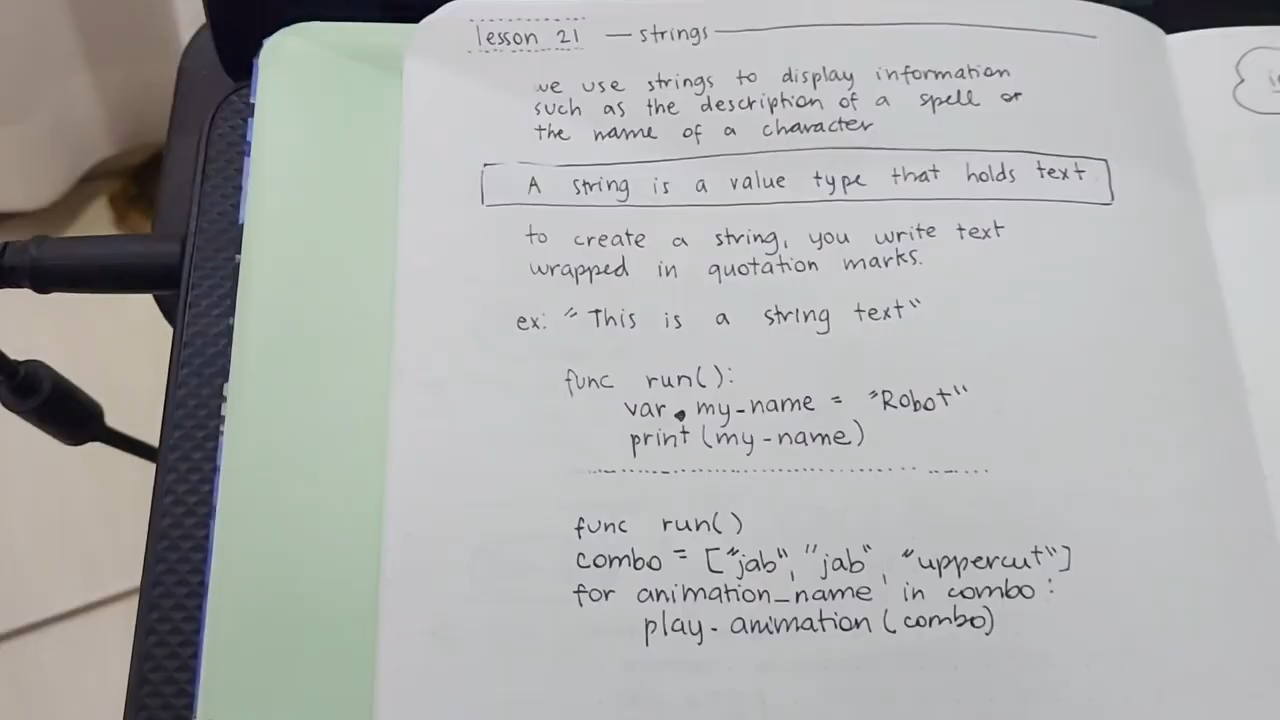 lesson 21 — strings
we use strings to display information
such as the description of a spell or
the name of a character
A string is a value type that holds text
to create a string, you write text
wrapped in quotation marks.
ex: "This is a string text"
func run():
var my-name = "Robot"
print (my-name)
func run()
combo = ["jab", "jab", "uppercut"]
for animation_name in combo:
play-animation (combo)